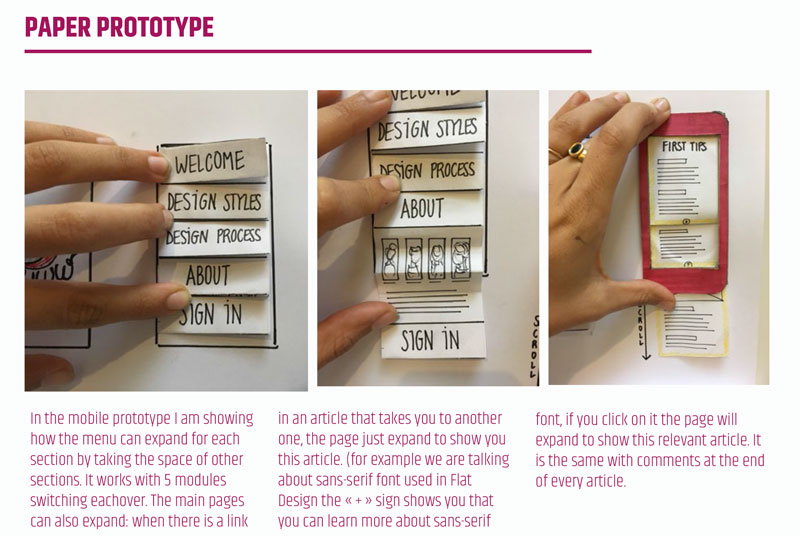 PAPER PROTOTYPE
WELCOME
DESIGN STYLES
DESIGN PROCESS
ABOUT
SIGN IN
WELCOME
DESIGN STYLES
DESIGN PROCESS
ABOUT
SIGN IN
SCROLL
FIRST TIPS
SCROLL
In the mobile prototype I am showing
how the menu can expand for each
section by taking the space of other
sections. It works with 5 modules
switching eachover. The main pages
can also expand: when there is a link
in an article that takes you to another
one, the page just expand to show you
this article. (for example we are talking
about sans-serif font used in Flat
Design the « + » sign shows you that
you can learn more about sans-serif
font, if you click on it the page will
expand to show this relevant article. It
is the same with comments at the end
of every article.